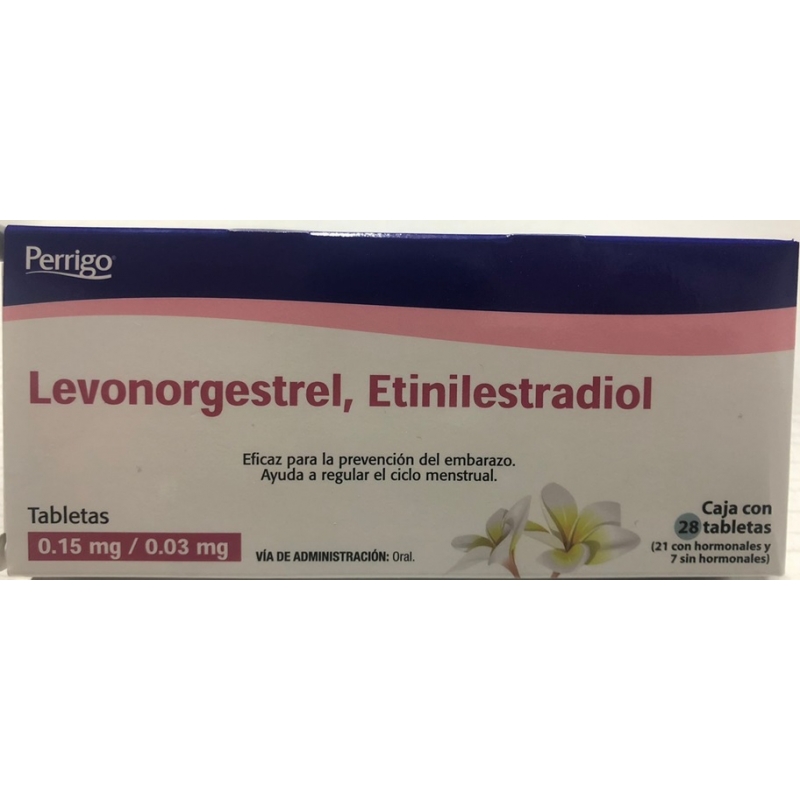 Perrigo
Levonorgestrel, Etinilestradiol
Eficaz para la prevención del embarazo.
Ayuda a regular el ciclo menstrual.
Tabletas
0.15 mg / 0.03 mg
VÍA DE ADMINISTRACIÓN: Oral.
Caja con
28 tabletas
(21 con hormonales y
7 sin hormonales)